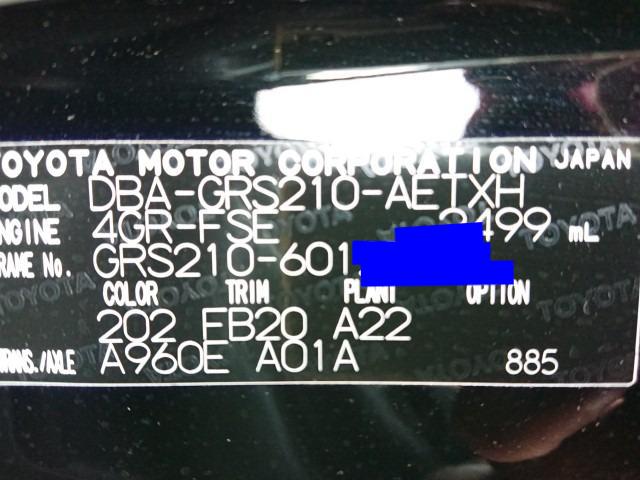 TOYOTA MOTOR CORPORATION JAPAN
MODEL DBA-GRS210-AETXH
ENGINE 4GR-FSE 2499 mL
FRAME No. GRS210-601
COLOR TRIM PLANT OPTION
202 FB20 A22
TRANS./AXLE A960E A01A 885